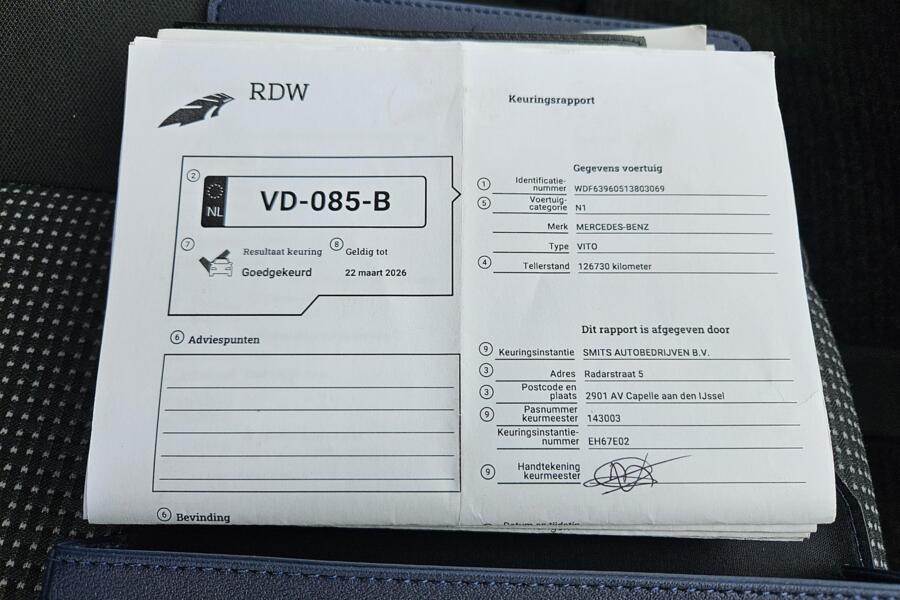 RDW
Keuringsrapport
2
NL
VD-085-B
7
Resultaat keuring
Goedgekeurd
8
Geldig tot
22 maart 2026
6 Adviespunten
6 Bevinding
Gegevens voertuig
1 Identificatie-
nummer WDF63960513803069
5 Voertuig-
categorie N1
Merk MERCEDES-BENZ
Type VITO
4 Tellerstand 126730 kilometer
Dit rapport is afgegeven door
9 Keuringsinstantie SMITS AUTOBEDRIJVEN B.V.
3 Adres Radarstraat 5
3 Postcode en
plaats 2901 AV Capelle aan den IJssel
9 Pasnummer
keurmeester 143003
Keuringsinstantie-
nummer EH67E02
9 Handtekening
keurmeester